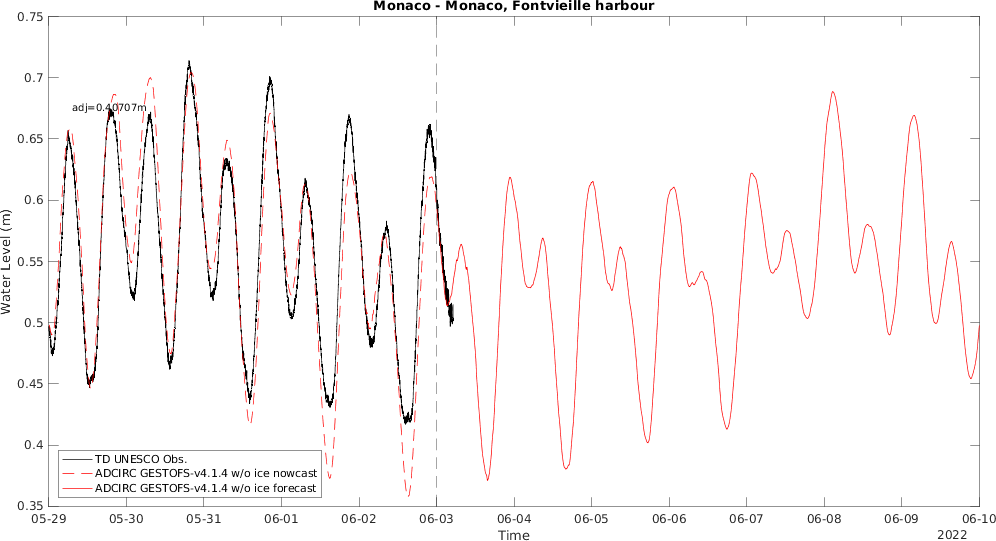 Monaco - Monaco, Fontvieille harbour
0.75
0.7
0.65
0.6
0.55
0.5
0.45
0.4
0.35
Water Level (m)
adj=0.40707m
TD UNESCO Obs.
ADCIRC GESTOFS-v4.1.4 w/o ice nowcast
ADCIRC GESTOFS-v4.1.4 w/o ice forecast
05-29 05-30 05-31 06-01 06-02 06-03 06-04 06-05 06-06 06-07 06-08 06-09 06-10
Time
2022